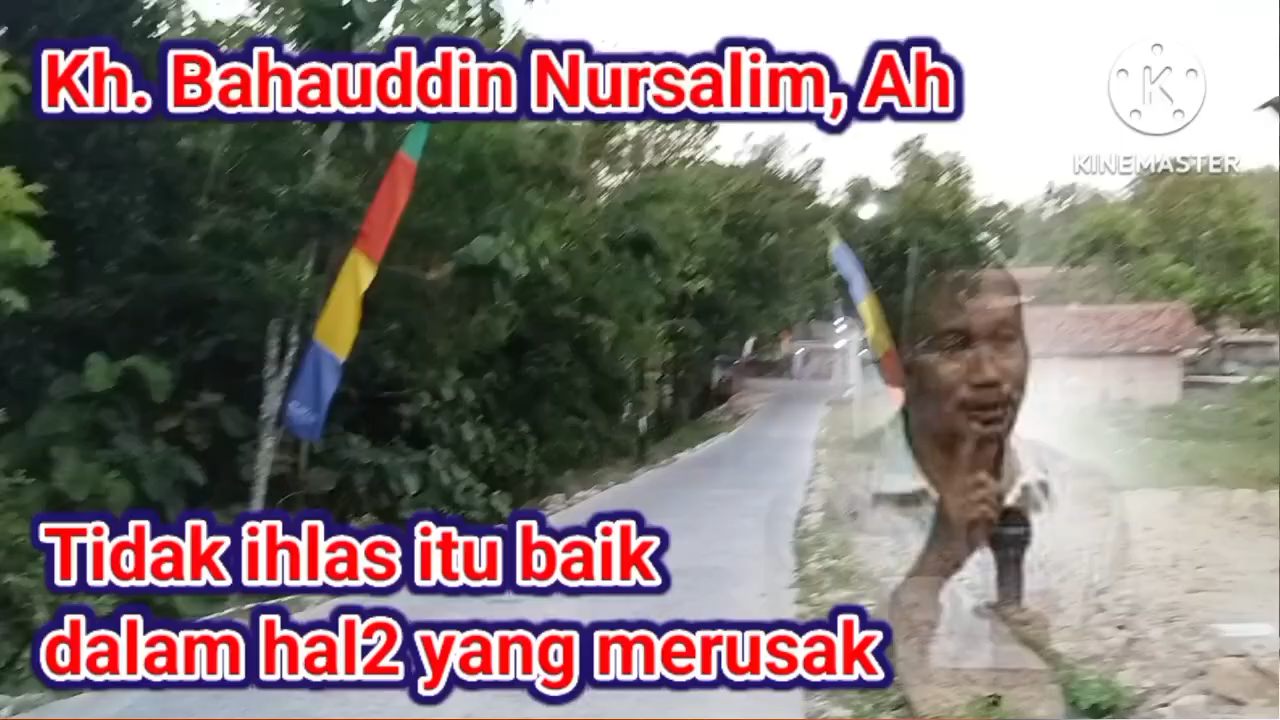 Kh. Bahauddin Nursalim, Ah
KINEMASTER
Tidak ihlas itu baik
dalam hal2 yang merusak